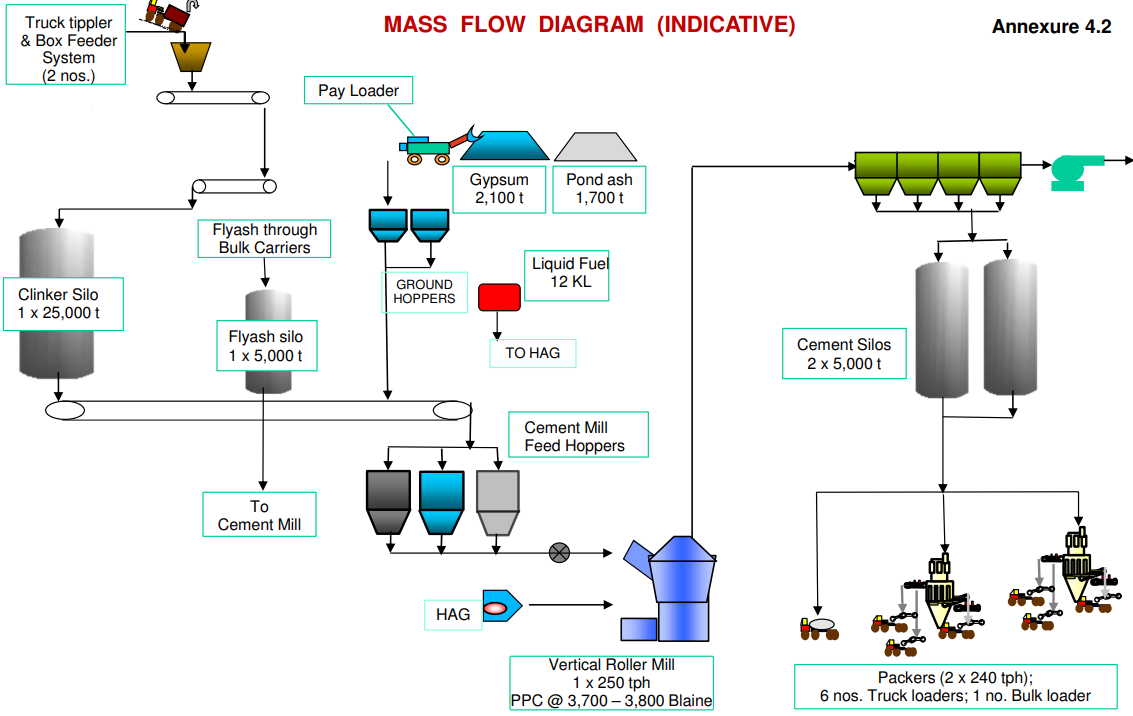 MASS FLOW DIAGRAM (INDICATIVE)
Annexure 4.2
Truck tippler
& Box Feeder
System
(2 nos.)
Pay Loader
Gypsum
2,100 t
Pond ash
1,700 t
Flyash through
Bulk Carriers
Clinker Silo
1 x 25,000 t
Flyash silo
1 x 5,000 t
GROUND
HOPPERS
Liquid Fuel
12 KL
TO HAG
Cement Silos
2 x 5,000 t
Cement Mill
Feed Hoppers
To
Cement Mill
HAG
Vertical Roller Mill
1 x 250 tph
PPC @ 3,700 – 3,800 Blaine
Packers (2 x 240 tph);
6 nos. Truck loaders; 1 no. Bulk loader